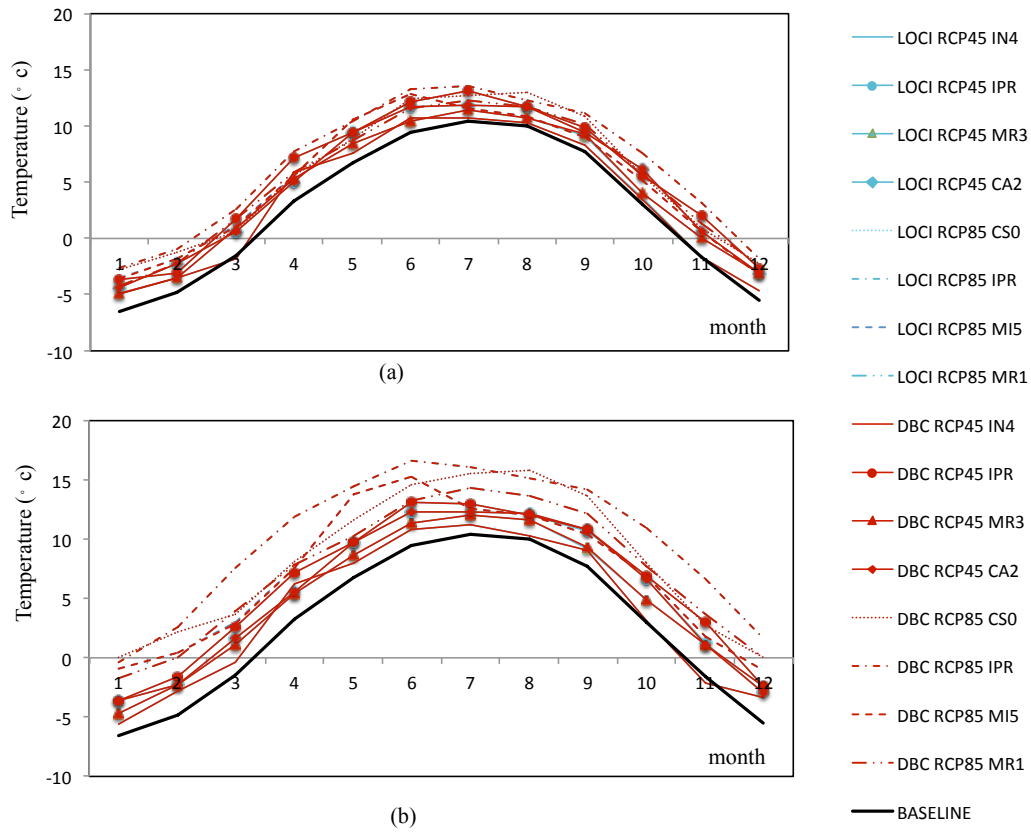 20
15
10
5
0
-5
-10
Temperature (° c)
1 2 3 4 5 6 7 8 9 10 11 12
month
(a)
20
15
10
5
0
-5
-10
Temperature (° c)
1 2 3 4 5 6 7 8 9 10 11 12
month
(b)
LOCI RCP45 IN4
LOCI RCP45 IPR
LOCI RCP45 MR3
LOCI RCP45 CA2
LOCI RCP85 CS0
LOCI RCP85 IPR
LOCI RCP85 MI5
LOCI RCP85 MR1
DBC RCP45 IN4
DBC RCP45 IPR
DBC RCP45 MR3
DBC RCP45 CA2
DBC RCP85 CS0
DBC RCP85 IPR
DBC RCP85 MI5
DBC RCP85 MR1
BASELINE